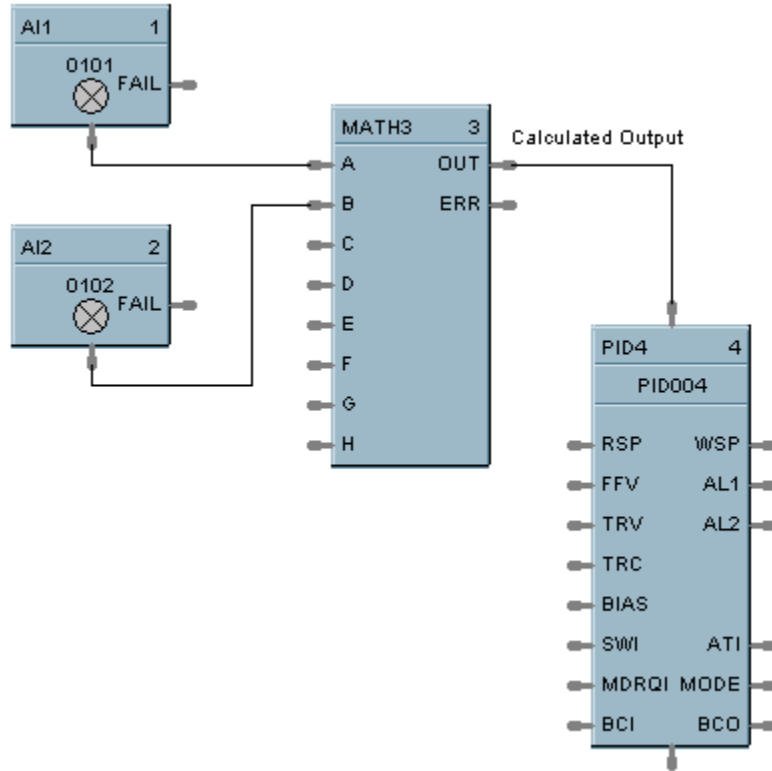 AI1 1
0101
FAIL
MATH3 3
Calculated Output
A OUT
B ERR
C
D
E
F
G
H
AI2 2
0102
FAIL
PID4 4
PID004
RSP WSP
FFV AL1
TRV AL2
TRC
BIAS
SWI ATI
MDRQI MODE
BCI BCO